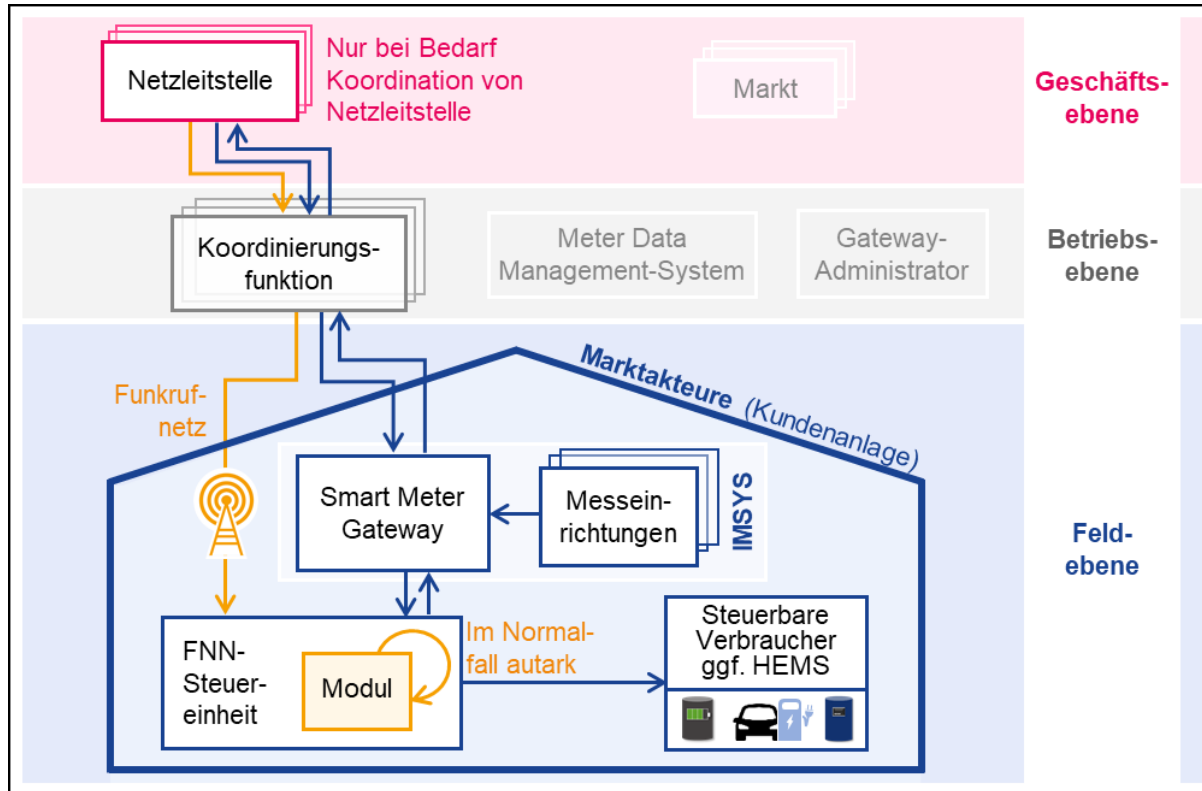 Netzleitstelle
Nur bei Bedarf
Koordination von
Netzleitstelle
Markt
Geschäfts-
ebene
Koordinierungs-
funktion
Meter Data
Management-System
Gateway-
Administrator
Betriebs-
ebene
Funkruf-
netz
Marktakteure (Kundenanlage)
Smart Meter
Gateway
Messein-
richtungen
IMSYS
Feld-
ebene
FNN-
Steuer-
einheit
Modul
Im Normal-
fall autark
Steuerbare
Verbraucher
ggf. HEMS